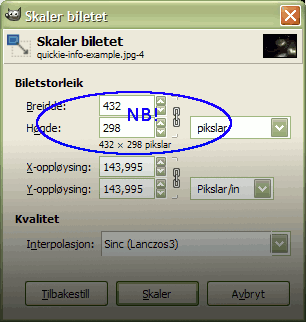 Skaler biletet
Skaler biletet
quickie-info-example.jpg-4
Biletstorleik
Breidde: 432
NB!
Høgde: 298 pikslar
432 × 298 pikslar
X-oppløysing: 143,995
Y-oppløysing: 143,995 Pikslar/in
Kvalitet
Interpolasjon: Sinc (Lanczos3)
Tilbakestill Skaler Avbryt